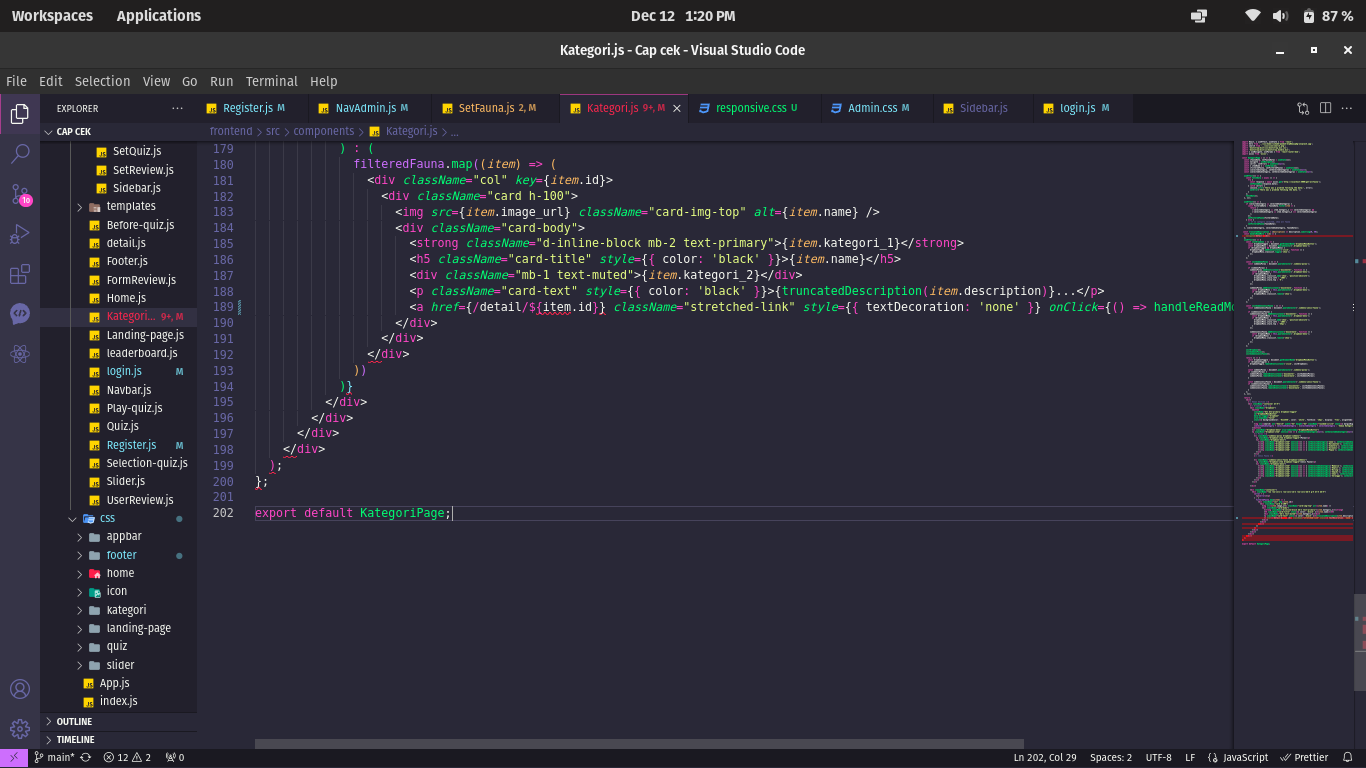 Workspaces Applications Dec 12 1:20 PM 87 %
Kategori.js - Cap cek - Visual Studio Code
File Edit Selection View Go Run Terminal Help
EXPLORER ...
Register.js M NavAdmin.js M SetFauna.js 2, M Kategori.js 9+, M responsive.css U Admin.css M Sidebar.js login.js M
CAP CEK
frontend > src > components > Kategori.js > ...
SetQuiz.js
SetReview.js
Sidebar.js
templates
Before-quiz.js
detail.js
Footer.js
FormReview.js
Home.js
Kategori... 9+, M
Landing-page.js
leaderboard.js
login.js M
Navbar.js
Play-quiz.js
Quiz.js
Register.js M
Selection-quiz.js
Slider.js
UserReview.js
css
appbar
footer
home
icon
kategori
landing-page
quiz
slider
App.js
index.js
OUTLINE
TIMELINE
10
179 ) : (
180 filteredFauna.map((item) => (
181 <div className="col" key={item.id}>
182 <div className="card h-100">
183 <img src={item.image_url} className="card-img-top" alt={item.name} />
184 <div className="card-body">
185 <strong className="d-inline-block mb-2 text-primary">{item.kategori_1}</strong>
186 <h5 className="card-title" style={{ color: 'black' }}>{item.name}</h5>
187 <div className="mb-1 text-muted">{item.kategori_2}</div>
188 <p className="card-text" style={{ color: 'black' }}>{truncatedDescription(item.description)}...</p>
189 <a href={/detail/${item.id}} className="stretched-link" style={{ textDecoration: 'none' }} onClick={() => handleReadMo
190 </div>
191 </div>
192 </div>
193 ))
194 )}
195 </div>
196 </div>
197 </div>
198 </div>
199 );
200 };
201
202 export default KategoriPage;
main* 12 2 0 Ln 202, Col 29 Spaces: 2 UTF-8 LF JavaScript Prettier